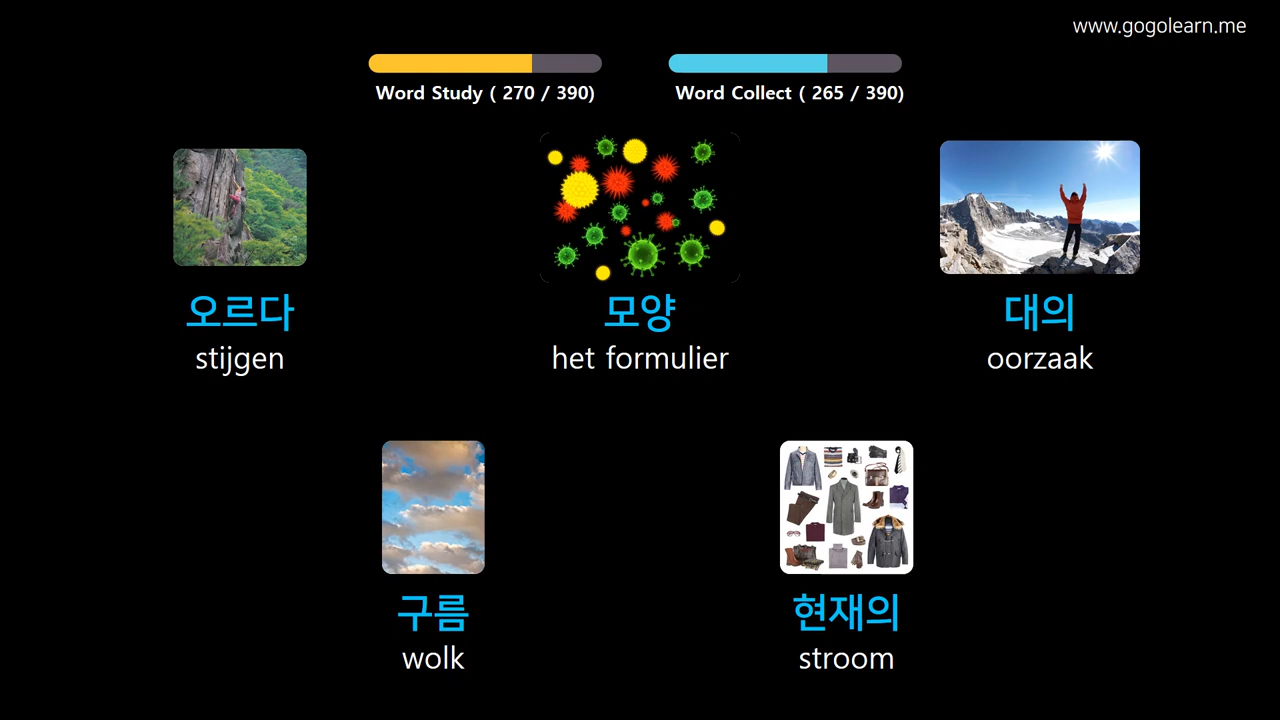 www.gogolearn.me
Word Study ( 270 / 390)
Word Collect ( 265 / 390)
오르다
stijgen
모양
het formulier
대의
oorzaak
구름
wolk
현재의
stroom